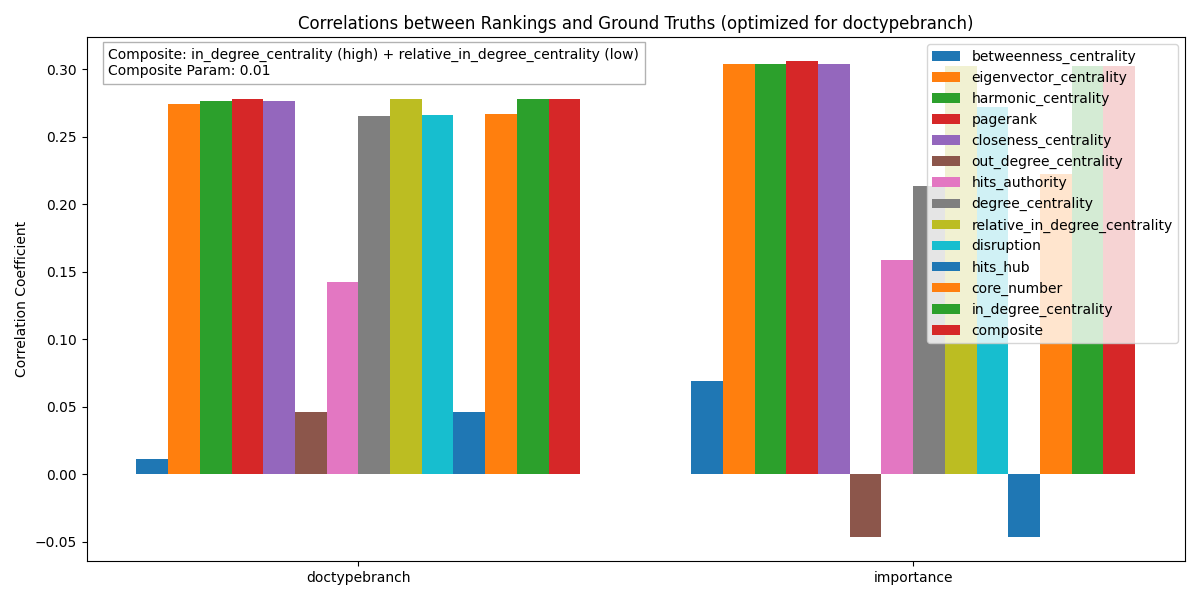 Correlations between Rankings and Ground Truths (optimized for doctypebranch)
Composite: in_degree_centrality (high) + relative_in_degree_centrality (low)
Composite Param: 0.01
betweenness_centrality
eigenvector_centrality
harmonic_centrality
pagerank
closeness_centrality
out_degree_centrality
hits_authority
degree_centrality
relative_in_degree_centrality
disruption
hits_hub
core_number
in_degree_centrality
composite
Correlation Coefficient
0.30
0.25
0.20
0.15
0.10
0.05
0.00
−0.05
doctypebranch
importance